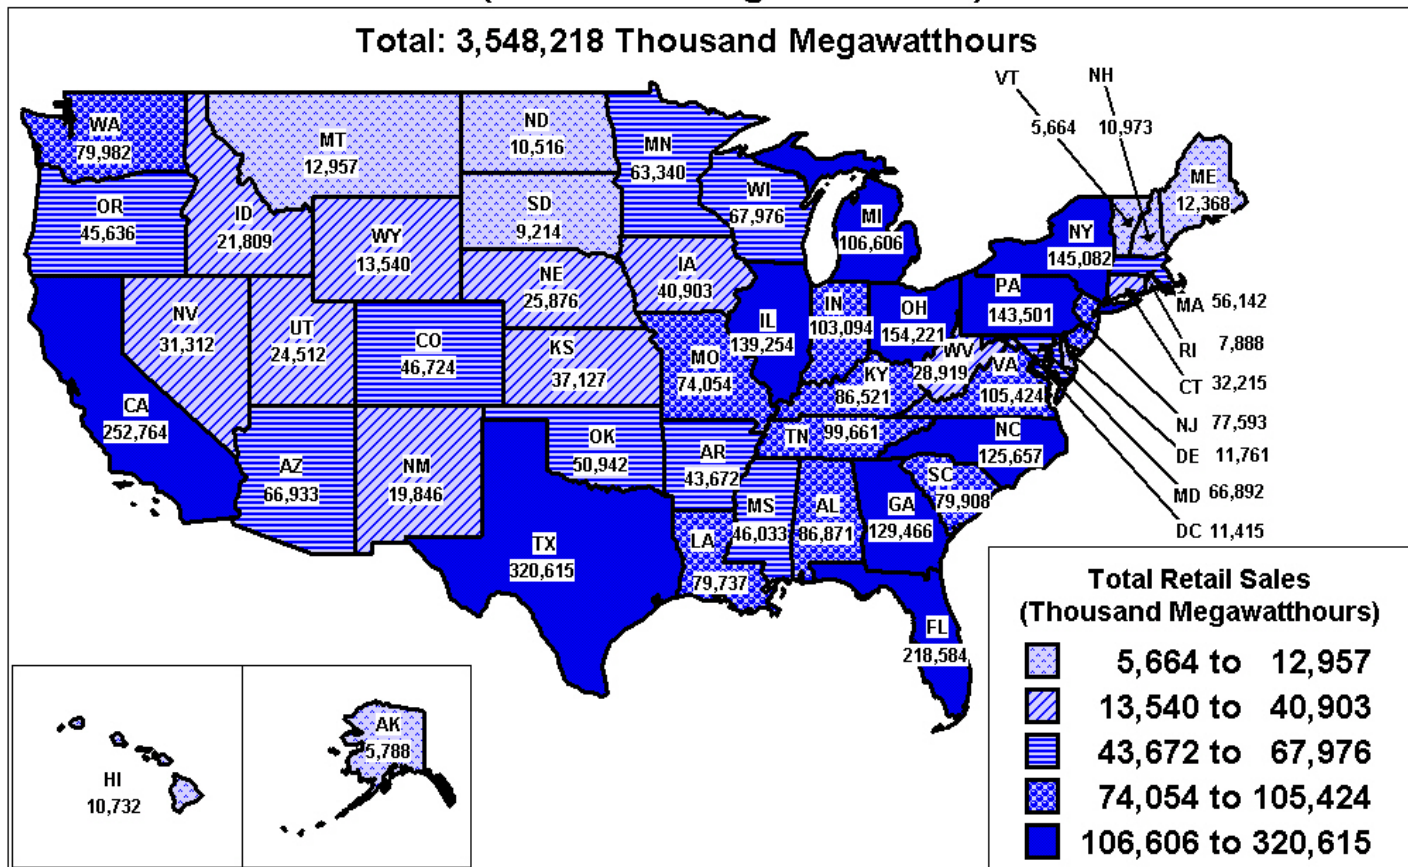 Total: 3,548,218 Thousand Megawatthours
VT
NH
5,664
10,973
WA
79,982
MT
12,957
ND
10,516
MN
63,340
ME
12,368
OR
45,636
ID
21,809
WY
13,540
SD
9,214
WI
67,976
MI
106,606
NY
145,082
NE
25,876
IA
40,903
NV
31,312
UT
24,512
CO
46,724
KS
37,127
MO
74,054
IL
139,254
IN
103,094
OH
154,221
PA
143,501
MA 56,142
RI 7,888
CT 32,215
NJ 77,593
DE 11,761
MD 66,892
DC 11,415
WV
28,919
VA
105,424
KY
86,521
CA
252,764
AZ
66,933
NM
19,846
OK
50,942
AR
43,672
TN 99,661
NC
125,657
SC
79,908
MS
46,033
AL
86,871
GA
129,466
TX
320,615
LA
79,737
FL
218,584
HI
10,732
AK
5,788
Total Retail Sales
(Thousand Megawatthours)
5,664 to 12,957
13,540 to 40,903
43,672 to 67,976
74,054 to 105,424
106,606 to 320,615